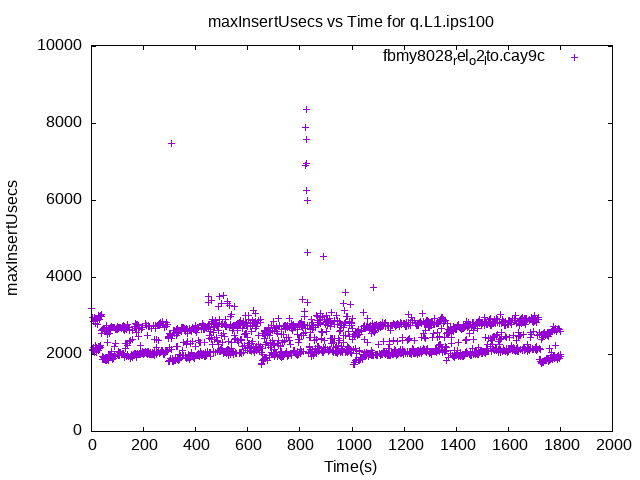 maxInsertUsecs vs Time for q.L1.ips100
fbmy8028relo2lto.cay9c
maxInsertUsecs
10000
8000
6000
4000
2000
0
0 200 400 600 800 1000 1200 1400 1600 1800 2000
Time(s)